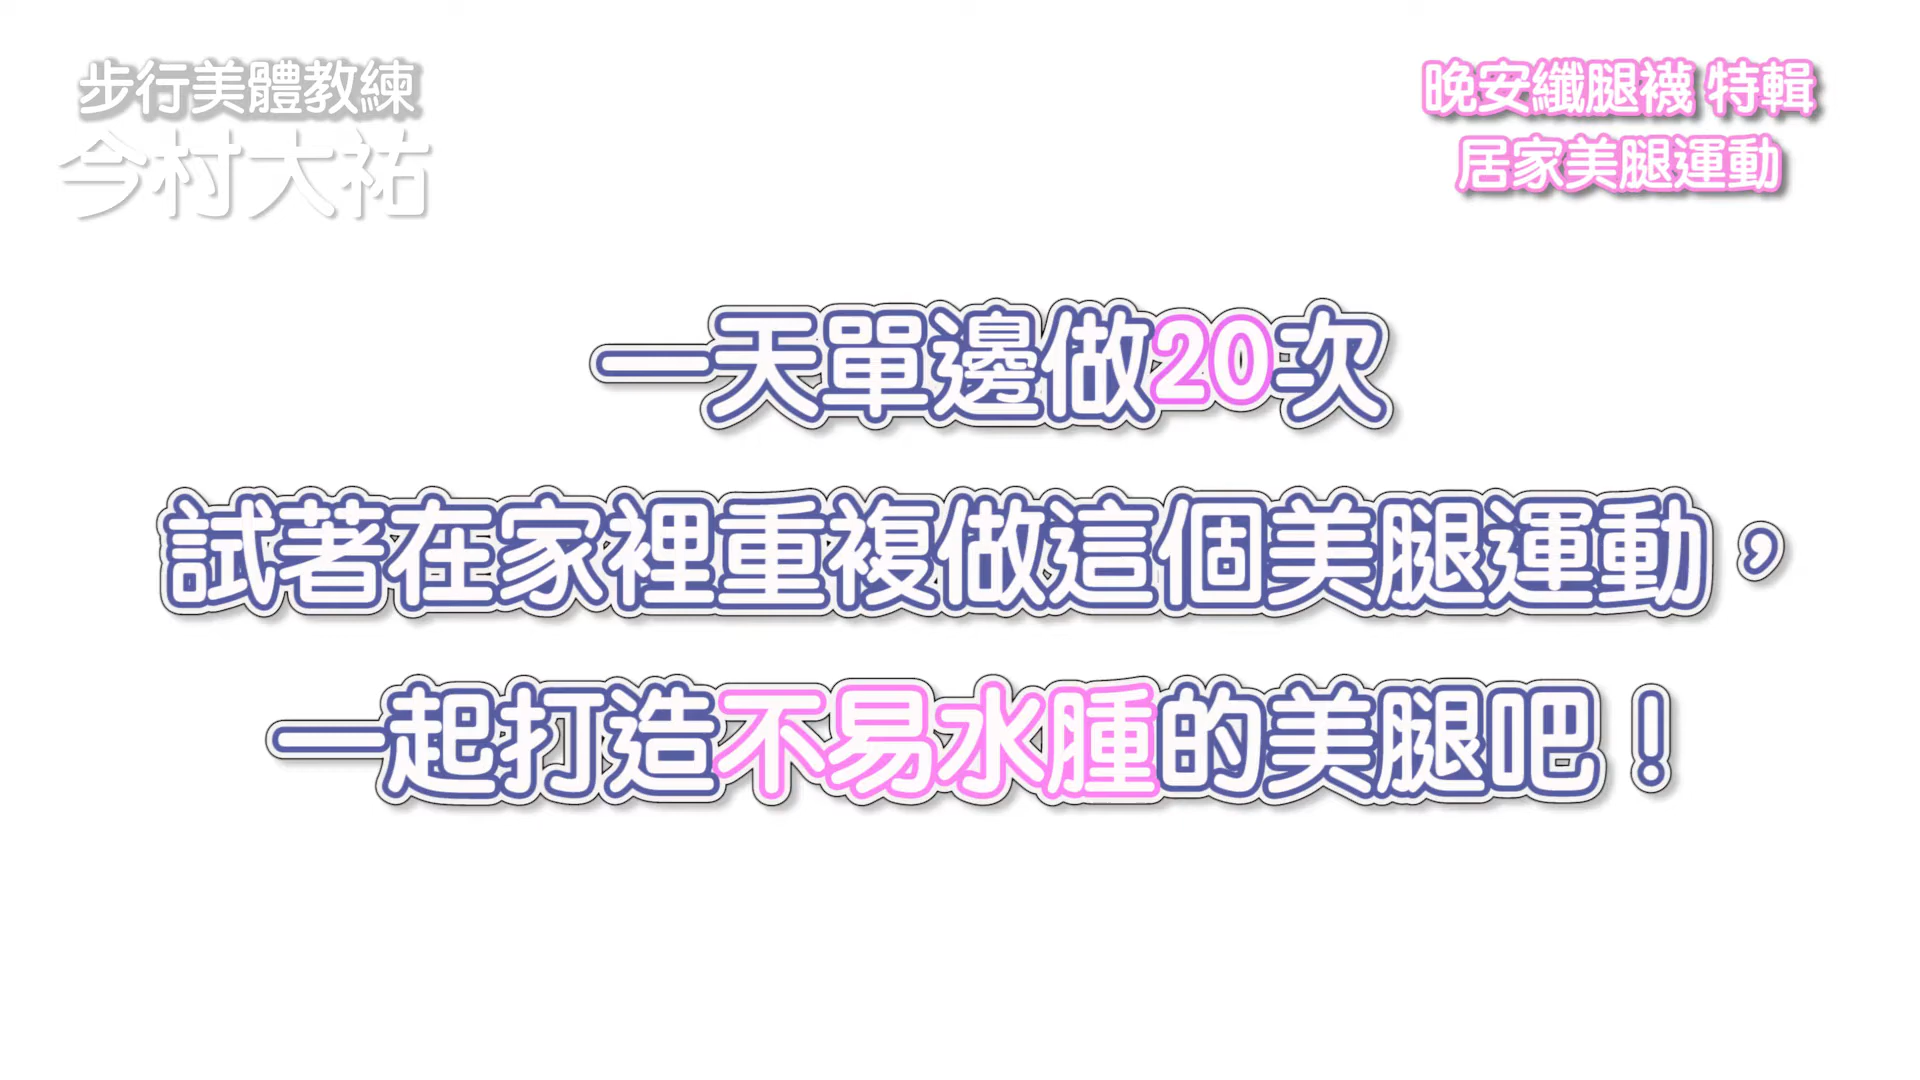 步行美體教練
今村大祐
晚安纖腿襪 特輯
居家美腿運動
一天單邊做20次
試著在家裡重複做這個美腿運動，
一起打造不易水腫的美腿吧！